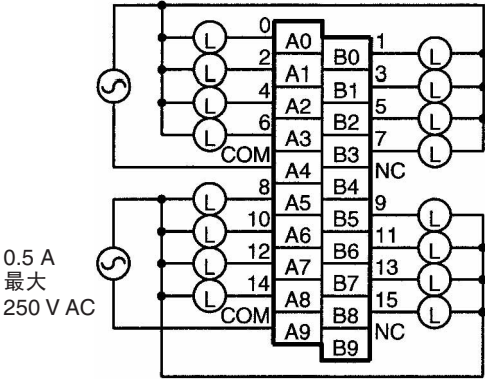 0 A0
L
1
B0 L
2 A1
L
3
B1 L
4 A2
L
5
B2 L
6 A3
L
7
B3 L
COM A4
NC
B4
8 A5
L
9
B5 L
10 A6
L
11
B6 L
12 A7
L
13
B7 L
14 A8
L
15
B8 L
COM A9
NC
B9
0.5 A
最大
250 V AC